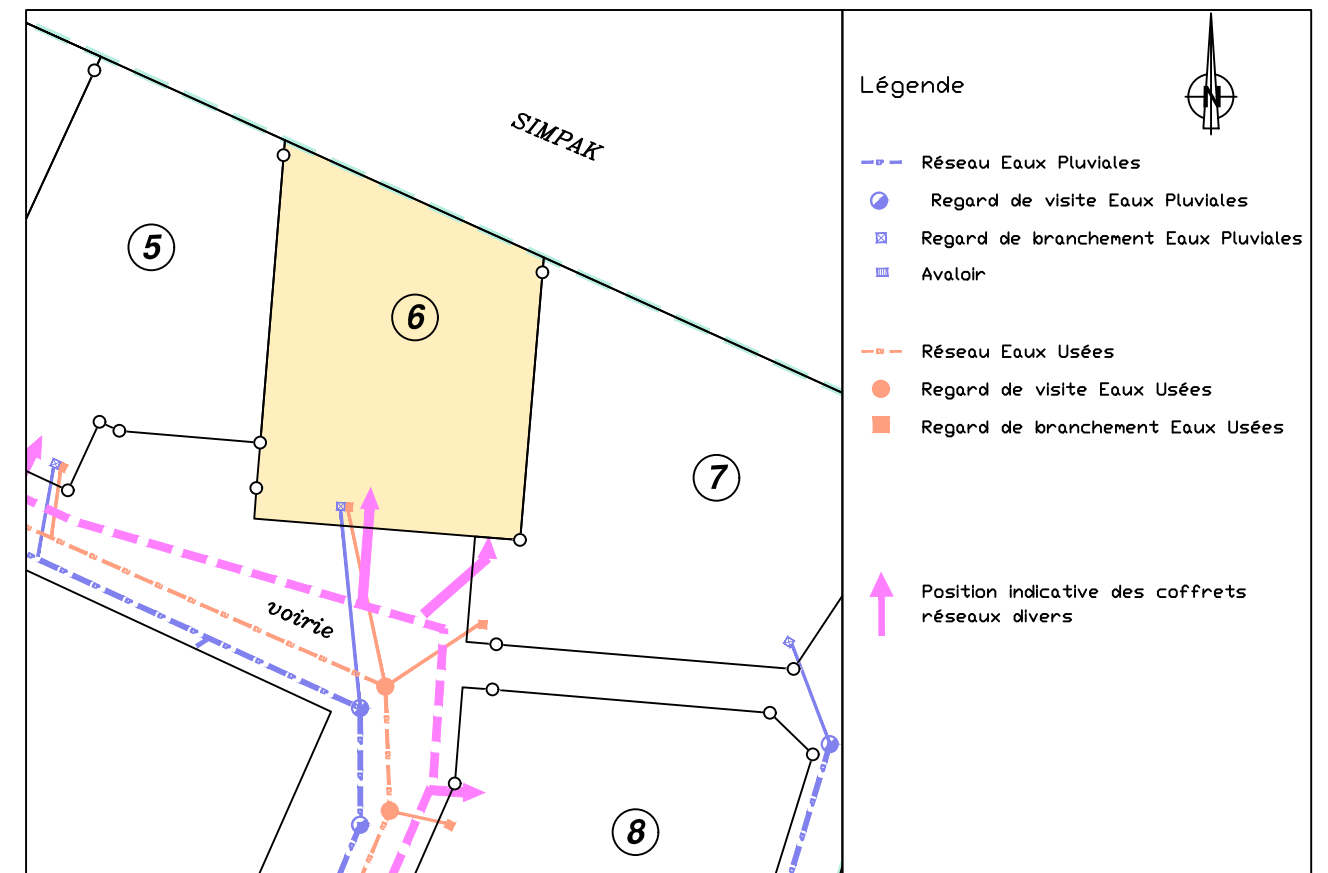 SIMPAK
5
6
7
voirie
8
N
Légende
Réseau Eaux Pluviales
Regard de visite Eaux Pluviales
Regard de branchement Eaux Pluviales
Avaloir
Réseau Eaux Usées
Regard de visite Eaux Usées
Regard de branchement Eaux Usées
Position indicative des coffrets
réseaux divers